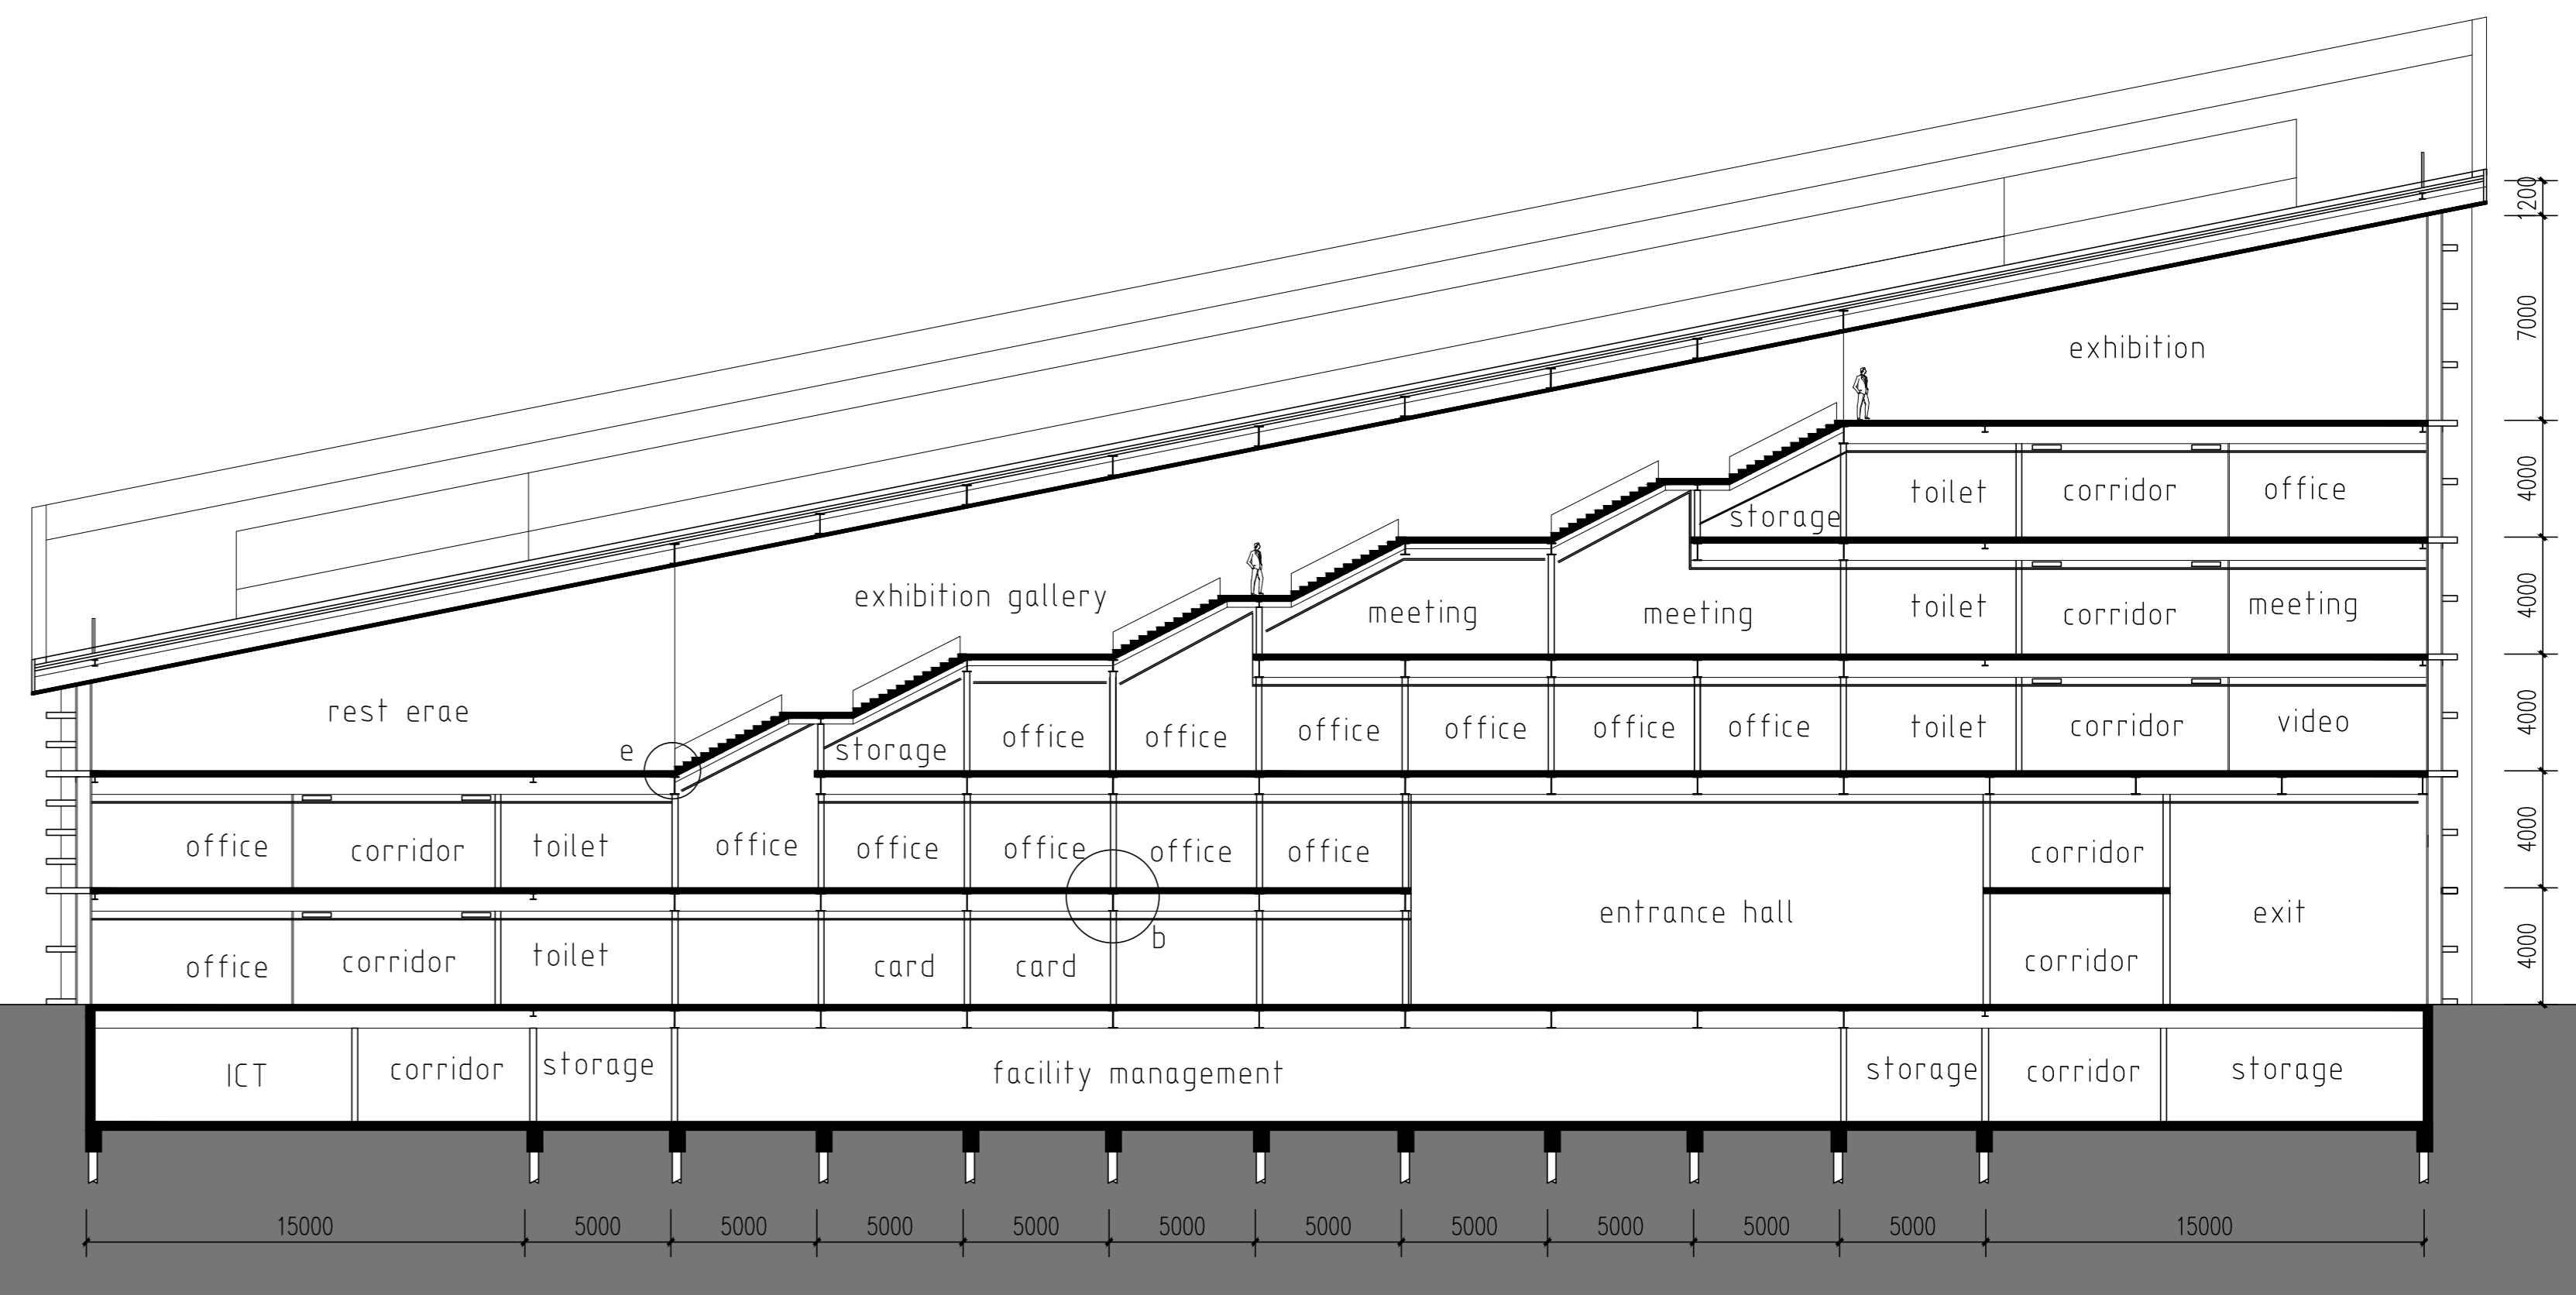 1200
7000
exhibition
4000
toilet
corridor
office
storage
4000
exhibition gallery
meeting
meeting
toilet
corridor
meeting
4000
rest erae
e
storage
office
office
office
office
office
office
toilet
corridor
video
4000
office
corridor
toilet
office
office
office
office
office
corridor
4000
entrance hall
exit
b
office
corridor
toilet
card
card
corridor
4000
ICT
corridor
storage
facility management
storage
corridor
storage
15000 5000 5000 5000 5000 5000 5000 5000 5000 5000 5000 15000